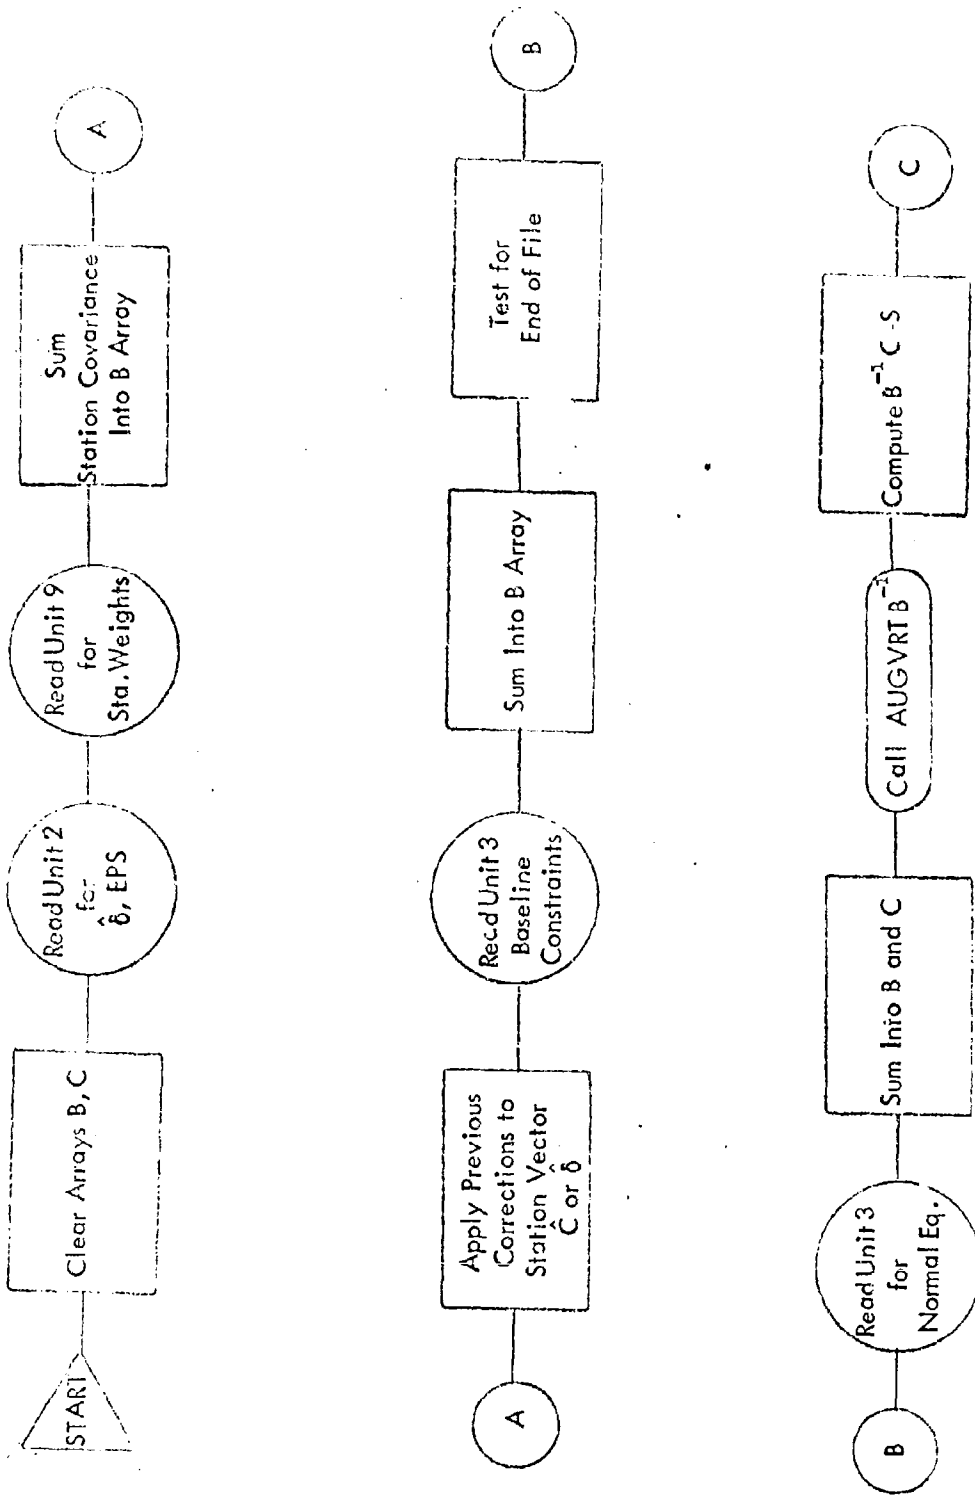 START
Clear Arrays B, C
Read Unit 2
for
δ̂, EPS
Read Unit 9
for
Sta. Weights
Sum
Station Covariance
Into B Array
A
A
Apply Previous
Corrections to
Station Vector
Ĉ or δ̂
Read Unit 3
Baseline
Constraints
Sum Into B Array
Test for
End of File
B
B
Read Unit 3
for
Normal Eq.
Sum Into B and C
Call AUGVRT B⁻¹
Compute B⁻¹ C - S
C